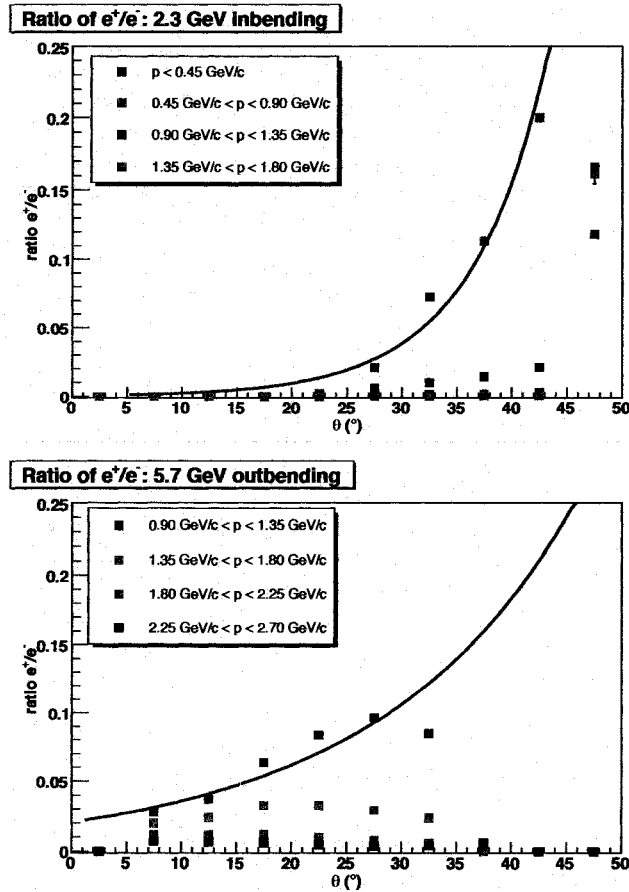 Ratio of e+/e-: 2.3 GeV inbending
0.25
0.2
0.15
0.1
0.05
0
ratio e+/e-
p < 0.45 GeV/c
0.45 GeV/c < p < 0.90 GeV/c
0.90 GeV/c < p < 1.35 GeV/c
1.35 GeV/c < p < 1.80 GeV/c
0 5 10 15 20 25 30 35 40 45 50
θ (°)
Ratio of e+/e-: 5.7 GeV outbending
0.25
0.2
0.15
0.1
0.05
0
ratio e+/e-
0.90 GeV/c < p < 1.35 GeV/c
1.35 GeV/c < p < 1.80 GeV/c
1.80 GeV/c < p < 2.25 GeV/c
2.25 GeV/c < p < 2.70 GeV/c
0 5 10 15 20 25 30 35 40 45 50
θ (°)